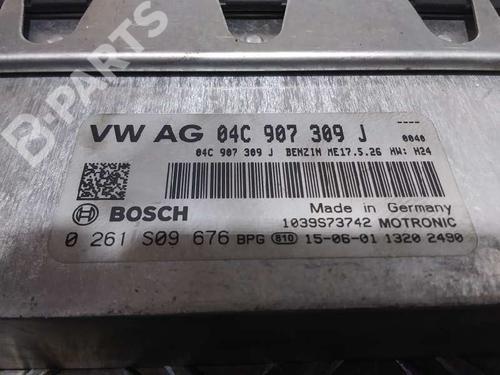 B-PARTS
----
VW AG 04C 907 309 J 0040
04C 907 309 J BENZIN ME17.5.26 HW: H24
BOSCH
Made in Germany
1039S73742 MOTRONIC
0 261 S09 676 BPG 810 15-06-01 1320 2490